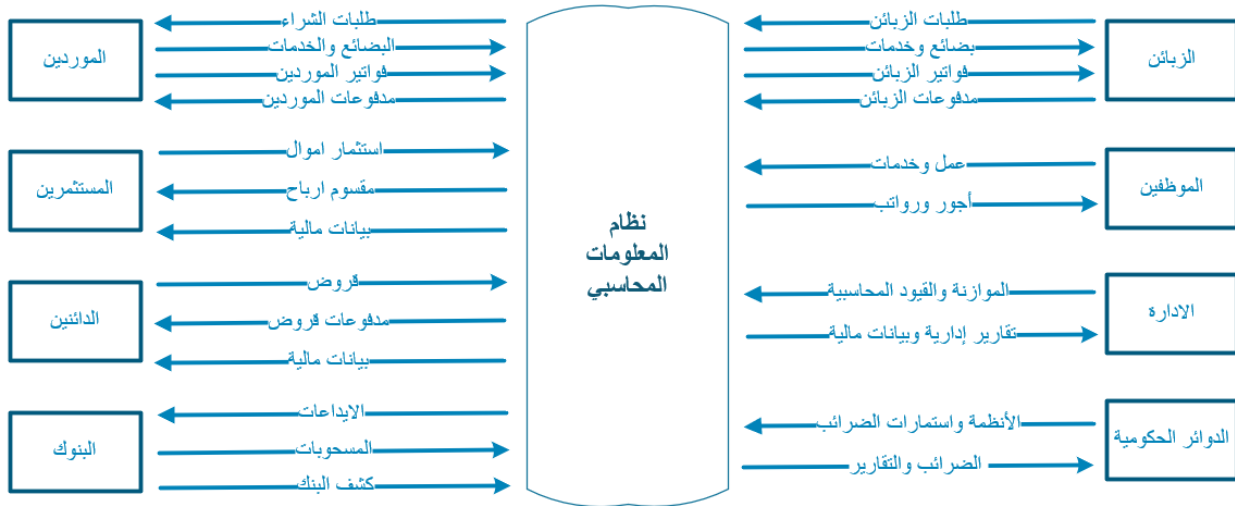 الزبائن
طلبات الزبائن
بضائع وخدمات
فواتير الزبائن
مدفوعات الزبائن
الموظفين
عمل وخدمات
أجور ورواتب
الادارة
الموازنة والقيود المحاسبية
تقارير إدارية وبيانات مالية
الدوائر الحكومية
الأنظمة واستمارات الضرائب
الضرائب والتقارير
نظام
المعلومات
المحاسبي
طلبات الشراء
البضائع والخدمات
فواتير الموردين
مدفوعات الموردين
الموردين
استثمار اموال
مقسوم ارباح
بيانات مالية
المستثمرين
قروض
مدفوعات قروض
بيانات مالية
الدائنين
الايداعات
المسحوبات
كشف البنك
البنوك